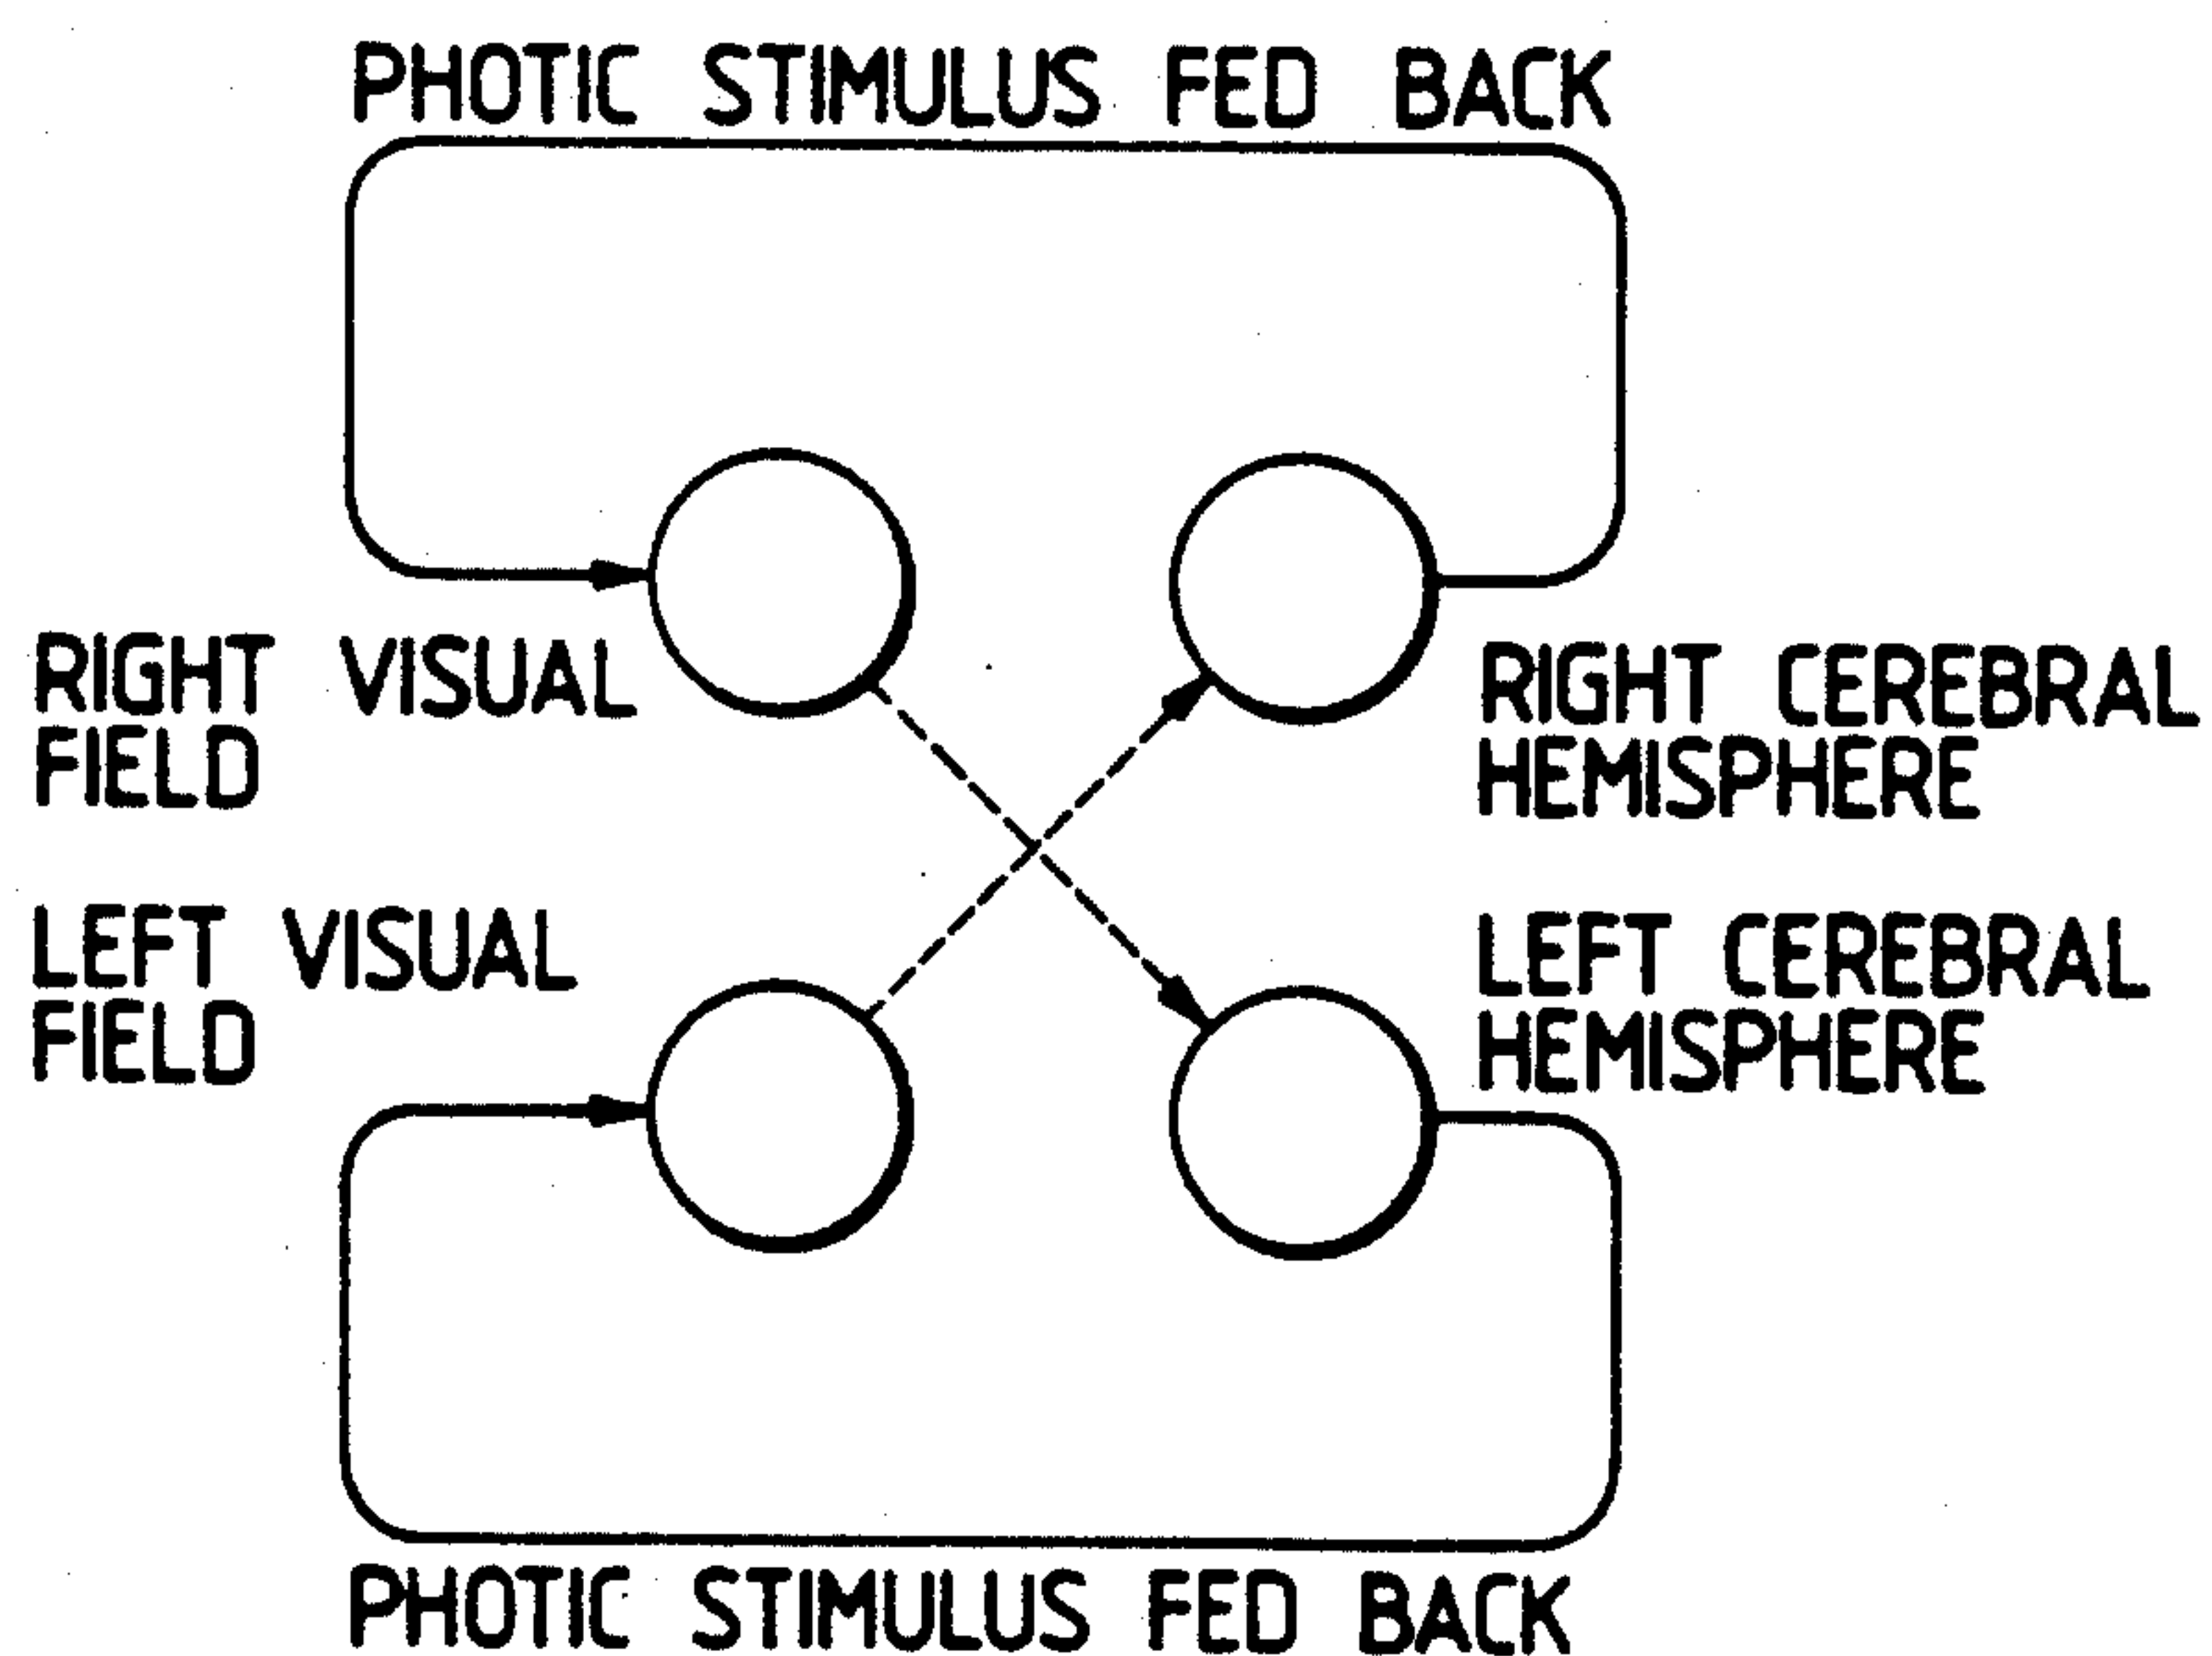 PHOTIC STIMULUS FED BACK
RIGHT VISUAL
FIELD
RIGHT CEREBRAL
HEMISPHERE
LEFT VISUAL
FIELD
LEFT CEREBRAL
HEMISPHERE
PHOTIC STIMULUS FED BACK